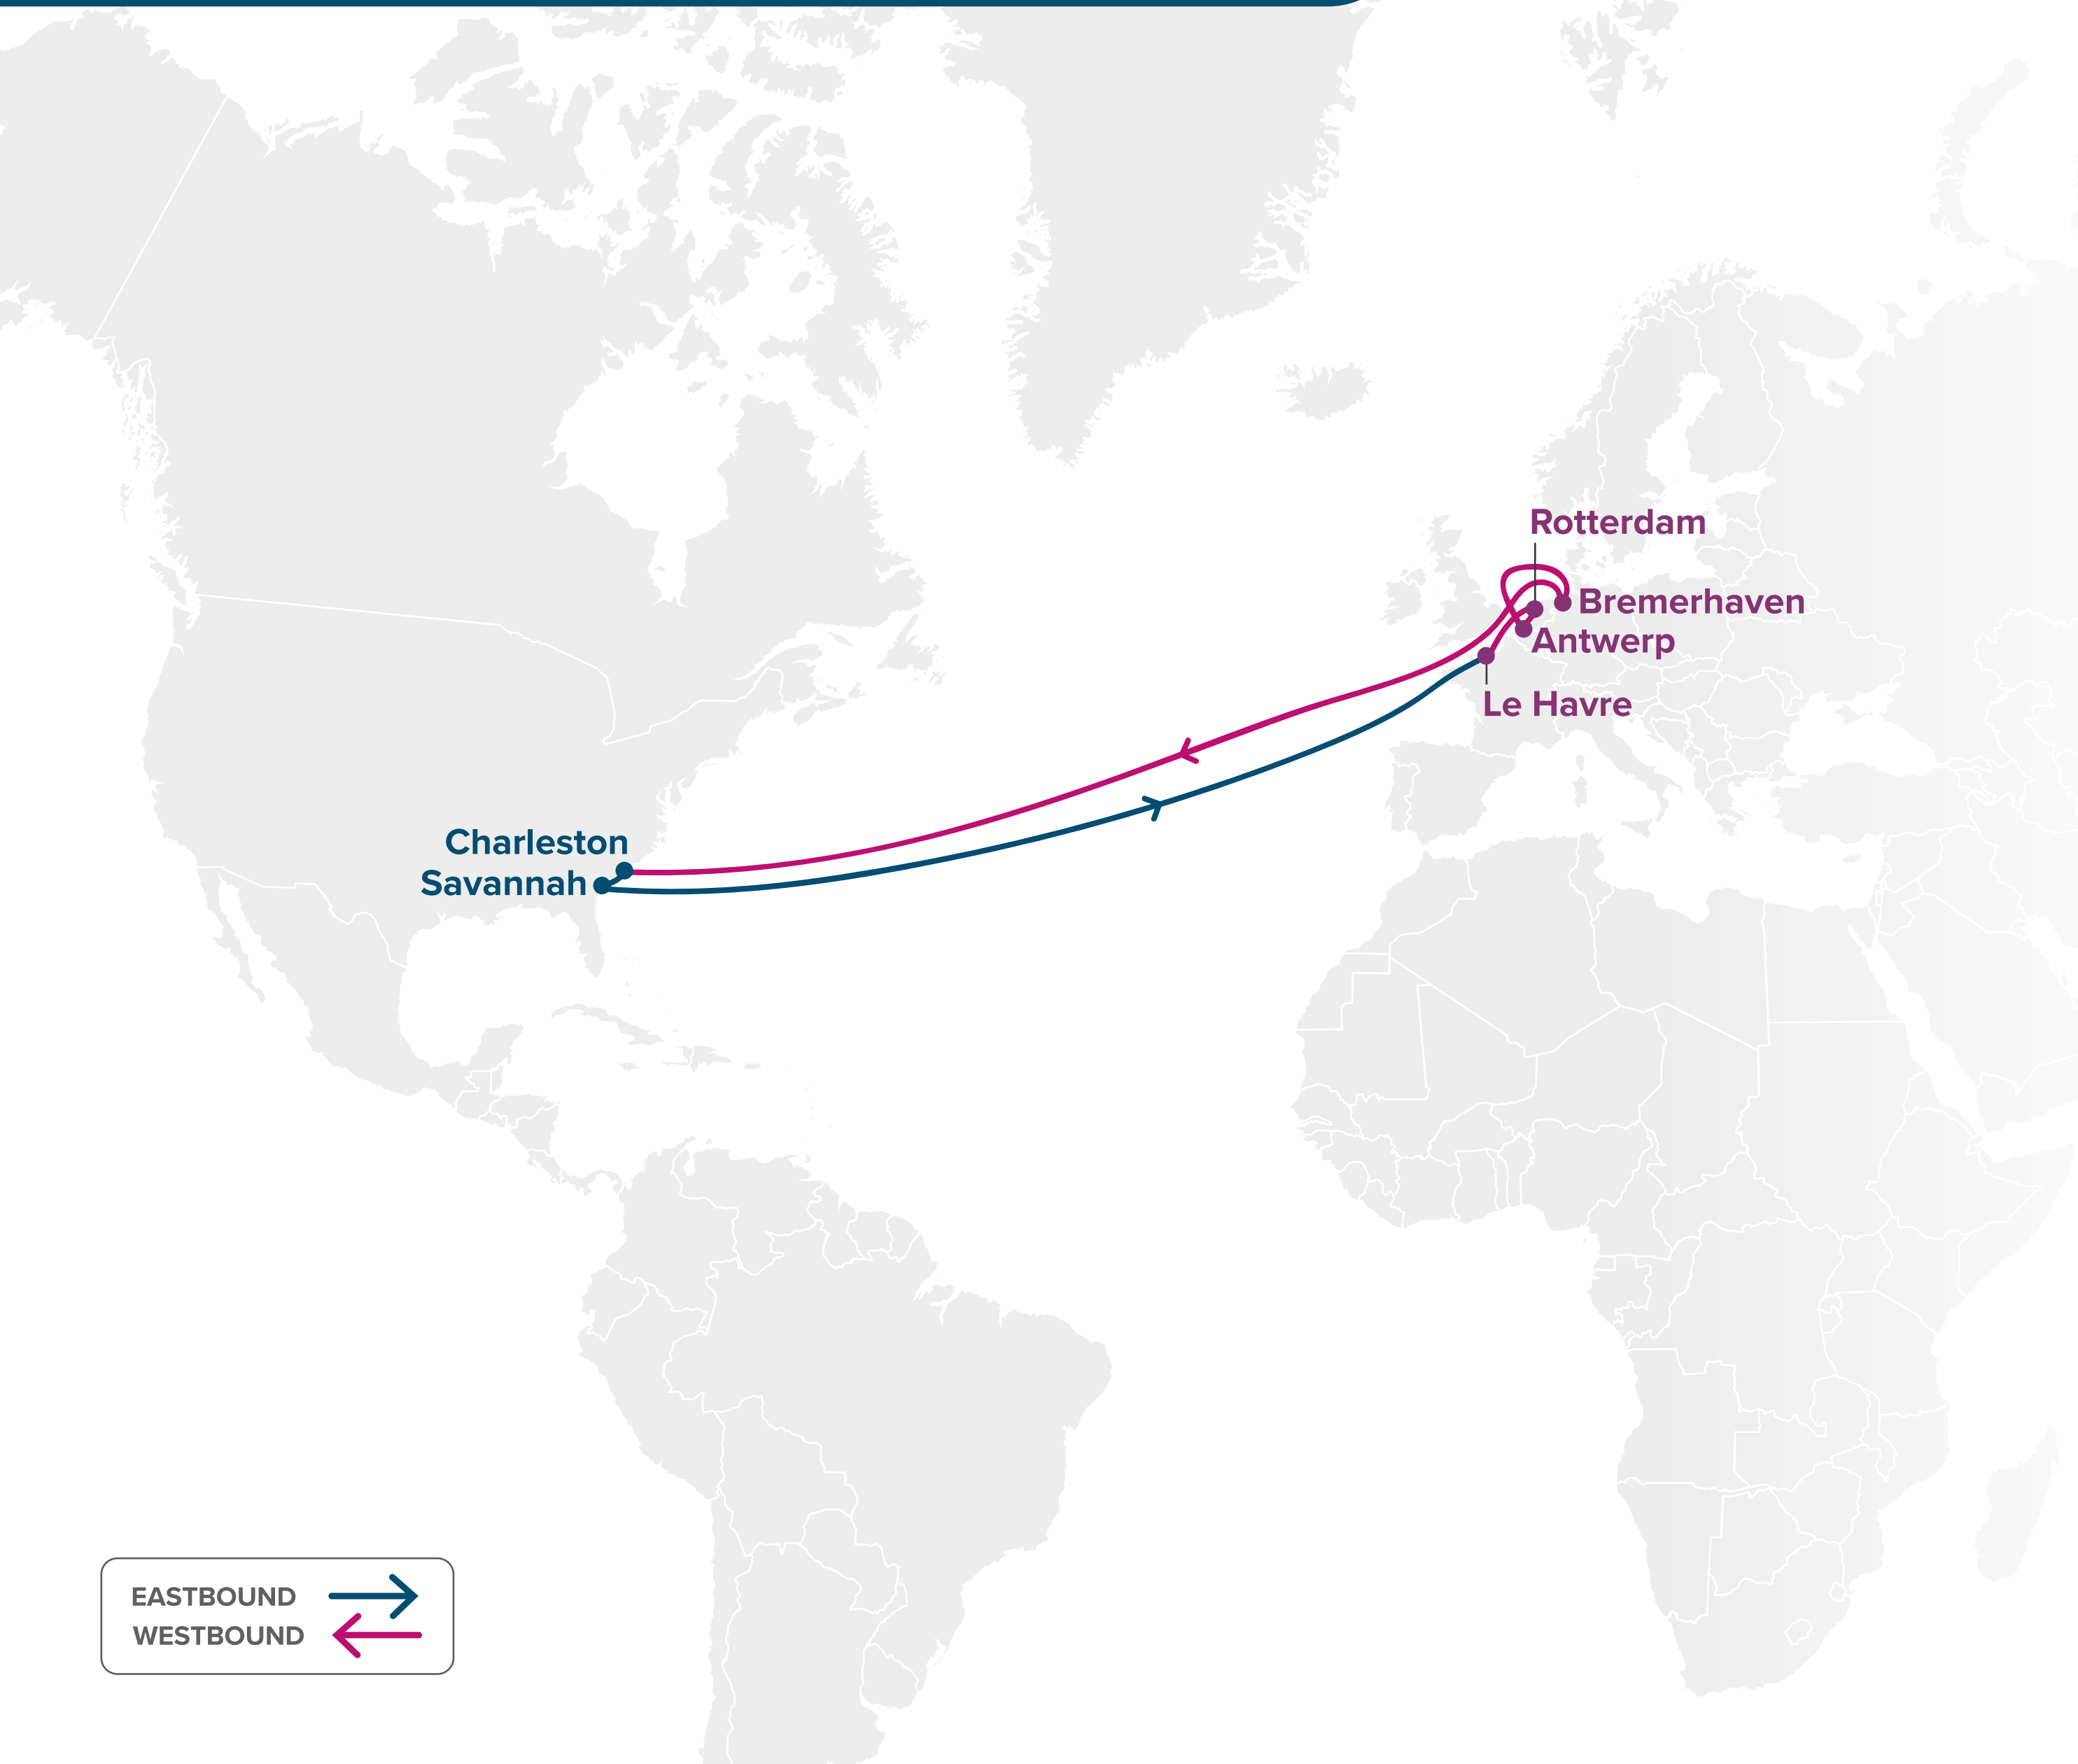 Rotterdam
Bremerhaven
Antwerp
Le Havre
Charleston
Savannah
EASTBOUND
WESTBOUND